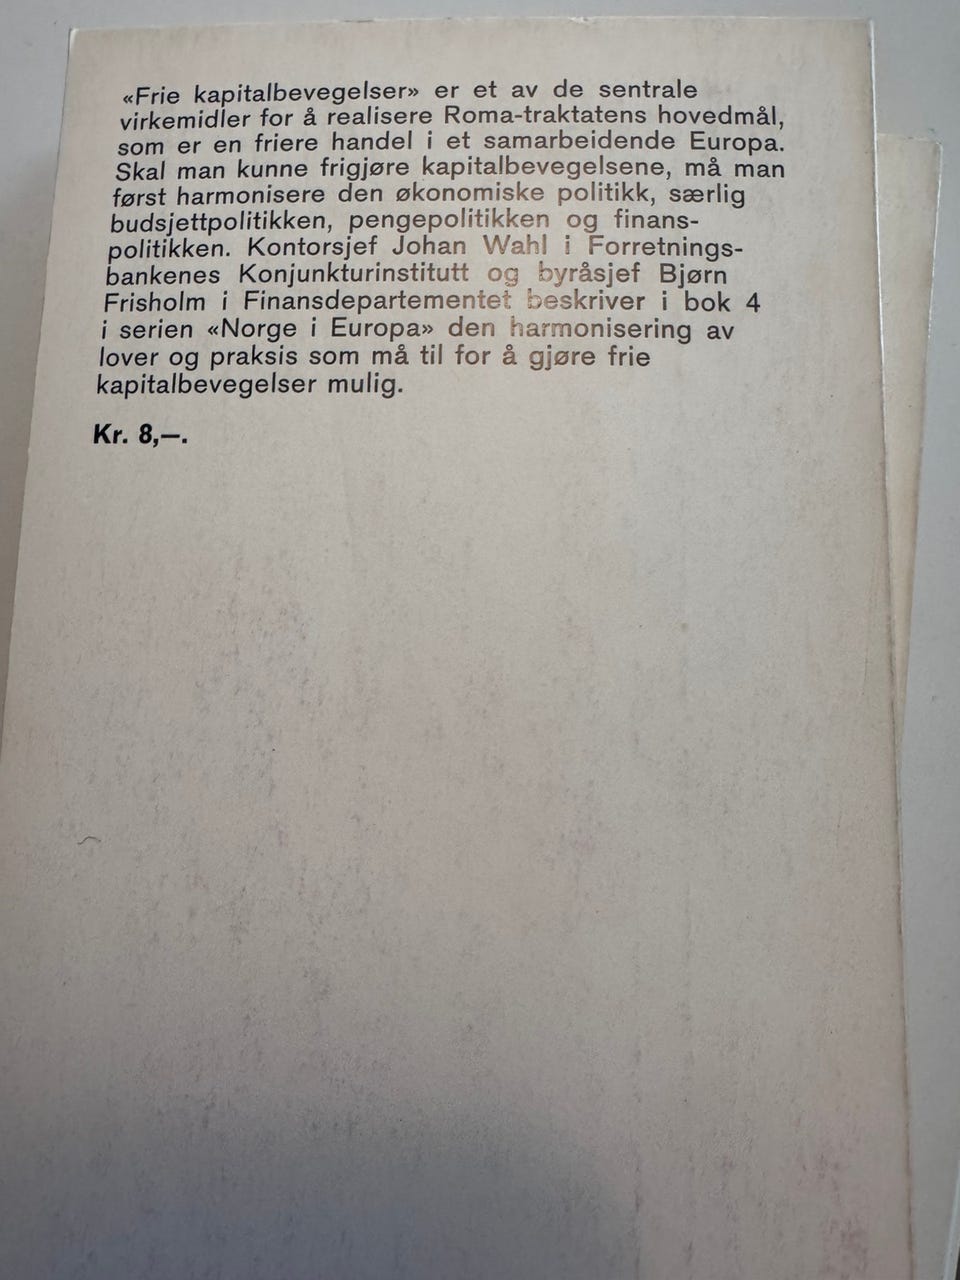 «Frie kapitalbevegelser» er et av de sentrale
virkemidler for å realisere Roma-traktatens hovedmål,
som er en friere handel i et samarbeidende Europa.
Skal man kunne frigjøre kapitalbevegelsene, må man
først harmonisere den økonomiske politikk, særlig
budsjettpolitikken, pengepolitikken og finans-
politikken. Kontorsjef Johan Wahl i Forretnings-
bankenes Konjunkturinstitutt og byråsjef Bjørn
Frisholm i Finansdepartementet beskriver i bok 4
i serien «Norge i Europa» den harmonisering av
lover og praksis som må til for å gjøre frie
kapitalbevegelser mulig.
Kr. 8,—.